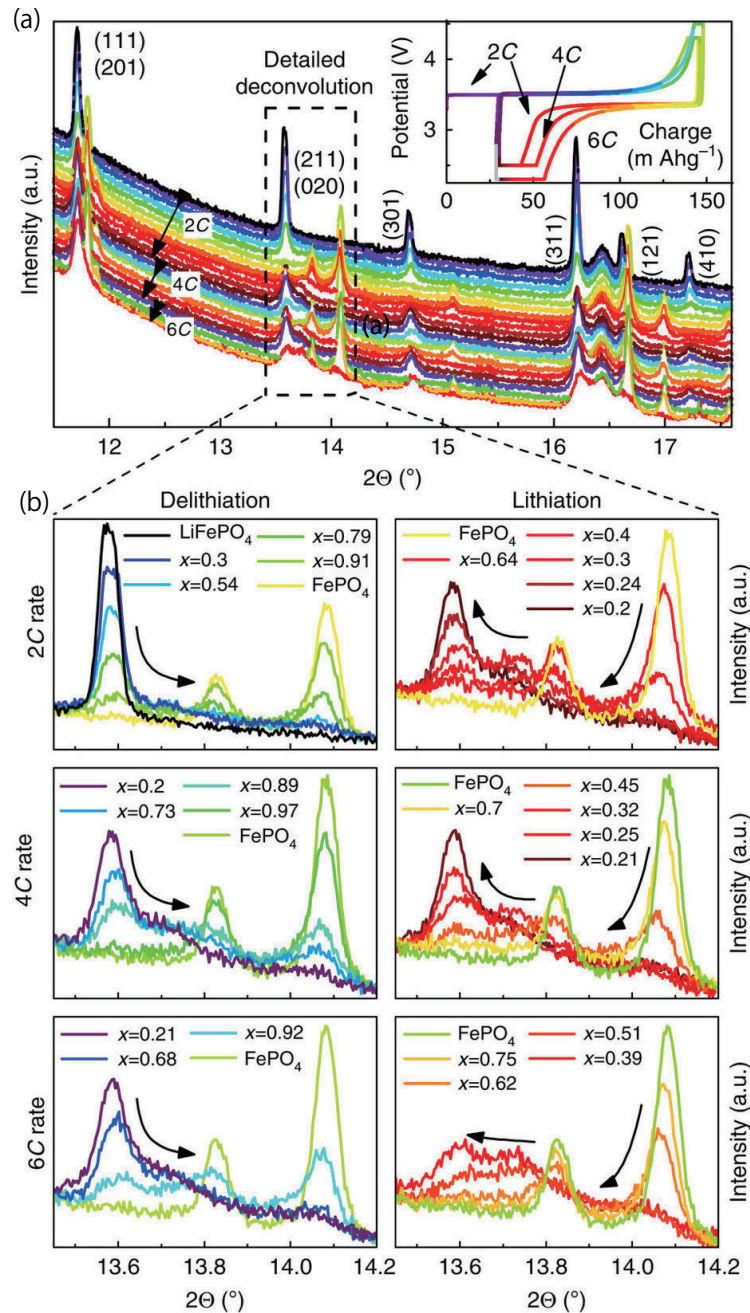 (a)
(111)
(201)
Detailed
deconvolution
(211)
(020)
(301)
(311)
(121)
(410)
2C
4C
6C
(a)
Potential (V)
4.5
3.5
2C
4C
6C
Charge
(m Ahg⁻¹)
0 50 100 150
Intensity (a.u.)
12 13 14 15 16 17
2Θ (°)
(b)
Delithiation
Lithiation
2C rate
LiFePO₄
x=0.3
x=0.54
x=0.79
x=0.91
FePO₄
FePO₄
x=0.64
x=0.4
x=0.3
x=0.24
x=0.2
Intensity (a.u.)
4C rate
x=0.2
x=0.73
x=0.89
x=0.97
FePO₄
FePO₄
x=0.7
x=0.45
x=0.32
x=0.25
x=0.21
Intensity (a.u.)
6C rate
x=0.21
x=0.68
x=0.92
FePO₄
FePO₄
x=0.75
x=0.62
x=0.51
x=0.39
Intensity (a.u.)
13.6 13.8 14.0 14.2
13.6 13.8 14.0 14.2
2Θ (°)
2Θ (°)